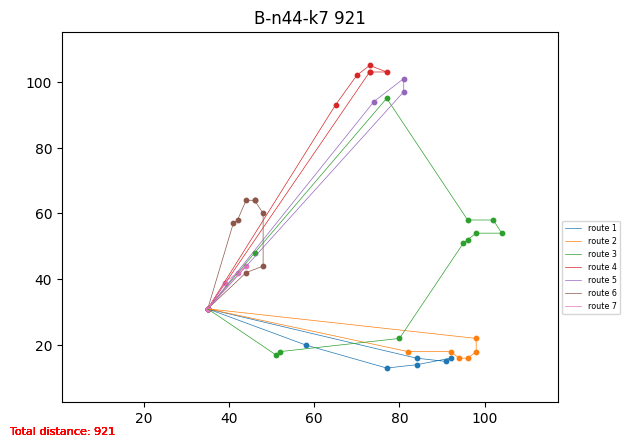 B-n44-k7 921
100
80
60
40
20
20
40
60
80
100
route 1
route 2
route 3
route 4
route 5
route 6
route 7
Total distance: 921